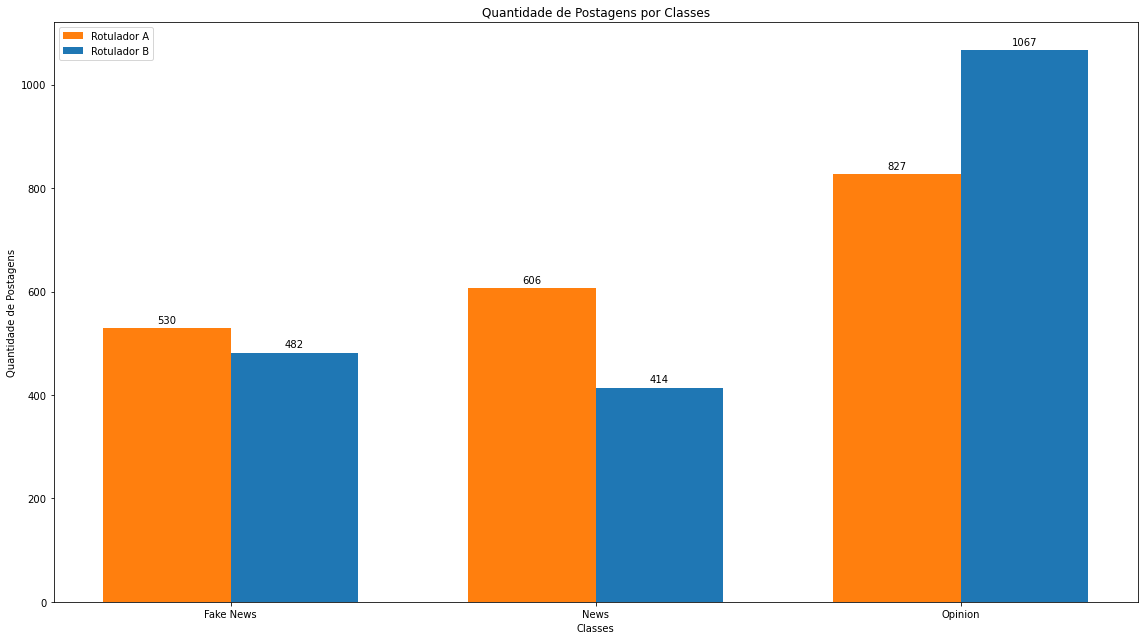 Quantidade de Postagens por Classes
Rotulador A
Rotulador B
Quantidade de Postagens
1000
800
600
400
200
0
530
482
606
414
827
1067
Fake News
News
Opinion
Classes